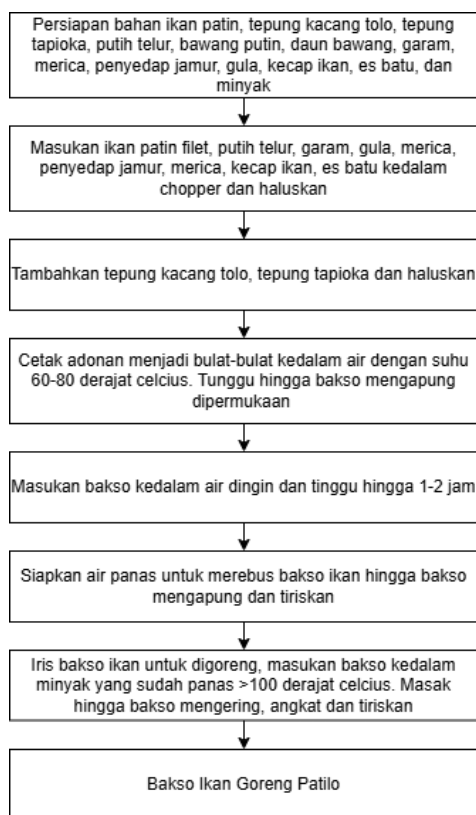 Persiapan bahan ikan patin, tepung kacang tolo, tepung
tapioka, putih telur, bawang putin, daun bawang, garam,
merica, penyedap jamur, gula, kecap ikan, es batu, dan
minyak
Masukan ikan patin filet, putih telur, garam, gula, merica,
penyedap jamur, merica, kecap ikan, es batu kedalam
chopper dan haluskan
Tambahkan tepung kacang tolo, tepung tapioka dan haluskan
Cetak adonan menjadi bulat-bulat kedalam air dengan suhu
60-80 derajat celcius. Tunggu hingga bakso mengapung
dipermukaan
Masukan bakso kedalam air dingin dan tinggu hingga 1-2 jam
Siapkan air panas untuk merebus bakso ikan hingga bakso
mengapung dan tiriskan
Iris bakso ikan untuk digoreng, masukan bakso kedalam
minyak yang sudah panas >100 derajat celcius. Masak
hingga bakso mengering, angkat dan tiriskan
Bakso Ikan Goreng Patilo